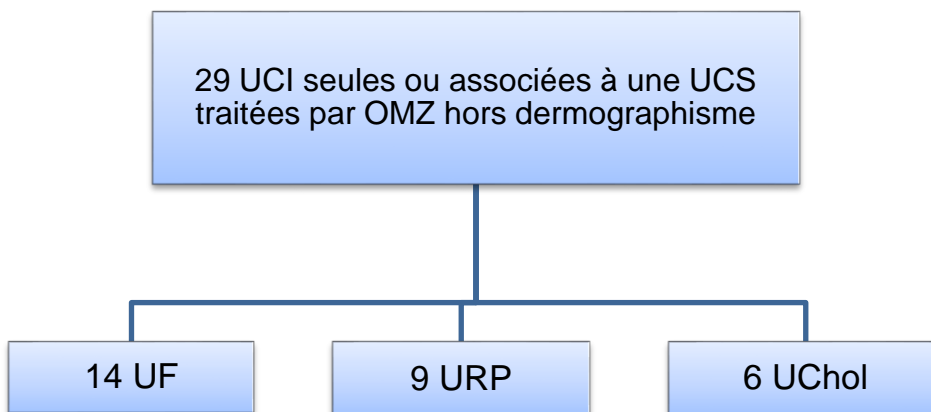 29 UCI seules ou associées à une UCS
traitées par OMZ hors dermographisme
14 UF
9 URP
6 UChol